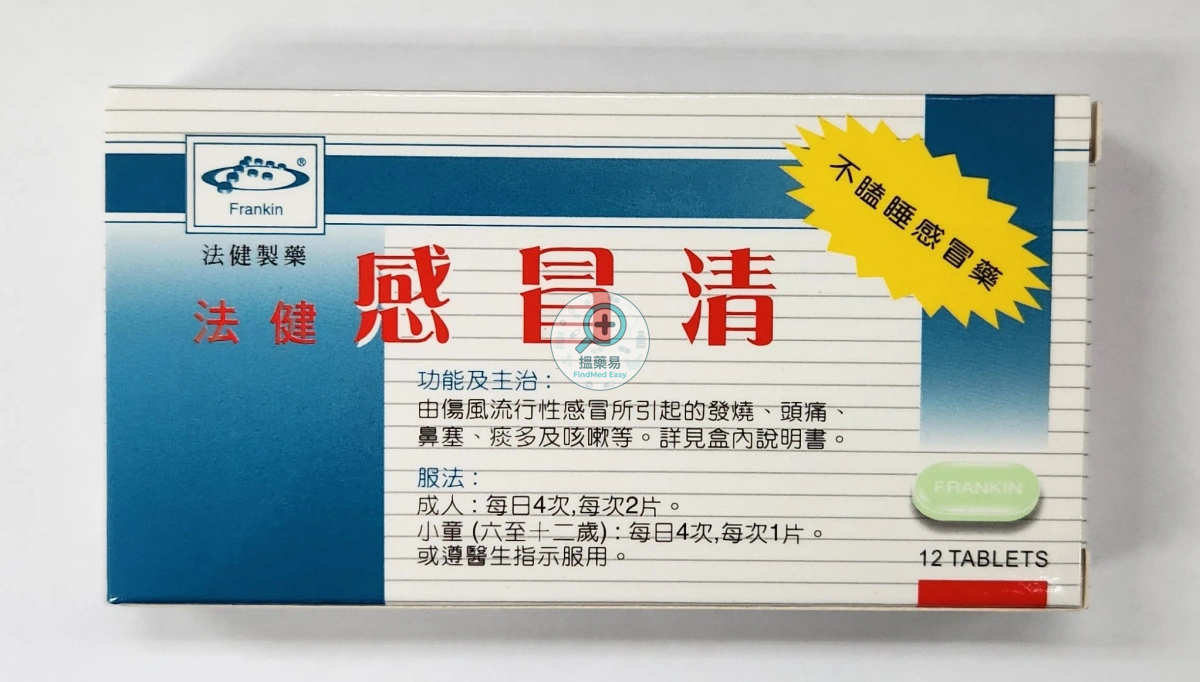 ®
Frankin
法健製藥
不瞌睡感冒藥
法健 感冒清
搵藥易
FindMed Easy
功能及主治：
由傷風流行性感冒所引起的發燒、頭痛、
鼻塞、痰多及咳嗽等。詳見盒內說明書。
服法：
成人：每日4次,每次2片。
小童 (六至十二歲)：每日4次,每次1片。
或遵醫生指示服用。
FRANKIN
12 TABLETS